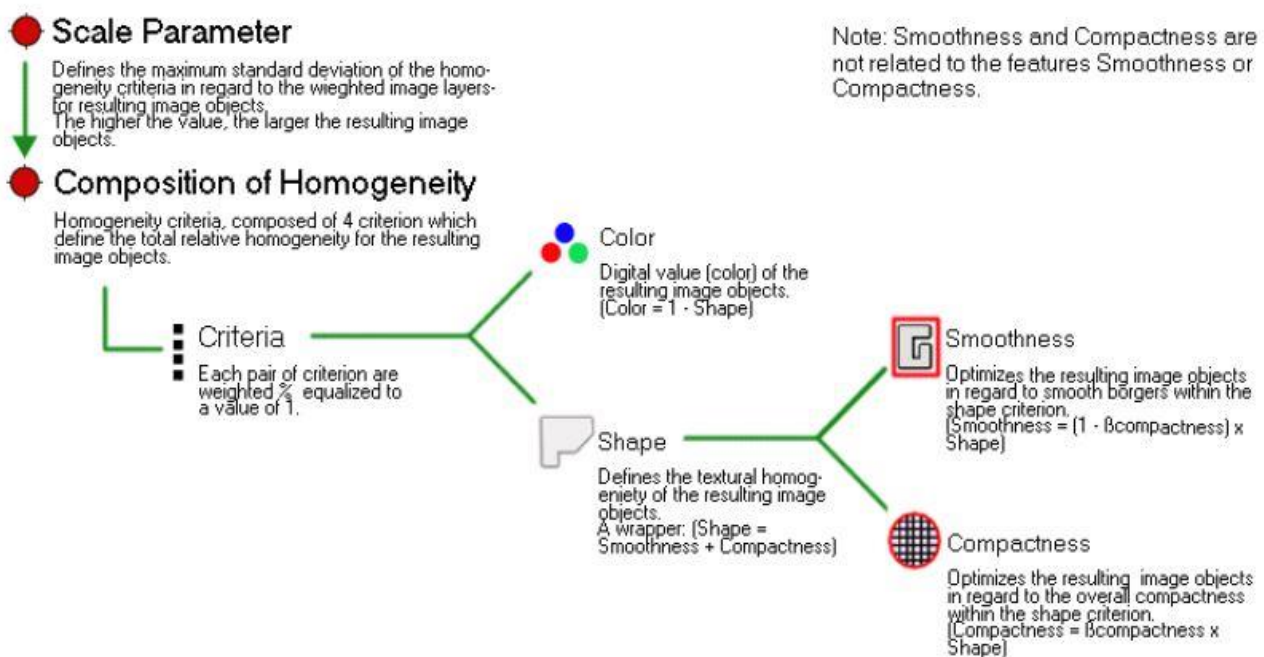 Scale Parameter
Defines the maximum standard deviation of the homo-
geneity crtiteria in regard to the wieghted image layers-
for resulting image objects.
The higher the value, the larger the resulting image
objects.
Note: Smoothness and Compactness are
not related to the features Smoothness or
Compactness.
Composition of Homogeneity
Homogeneity criteria, composed of 4 criterion which
define the total relative homogeneity for the resulting
image objects.
Criteria
Each pair of criterion are
weighted % equalized to
a value of 1.
Color
Digital value (color) of the
resulting image objects.
(Color = 1 - Shape)
Shape
Defines the textural homog-
eniety of the resulting image
objects.
A wrapper: (Shape =
Smoothness + Compactness)
Smoothness
Optimizes the resulting image objects
in regard to smooth borgers within the
shape criterion.
(Smoothness = (1 - ßcompactness) x
Shape)
Compactness
Optimizes the resulting image objects
in regard to the overall compactness
within the shape criterion.
(Compactness = ßcompactness x
Shape)